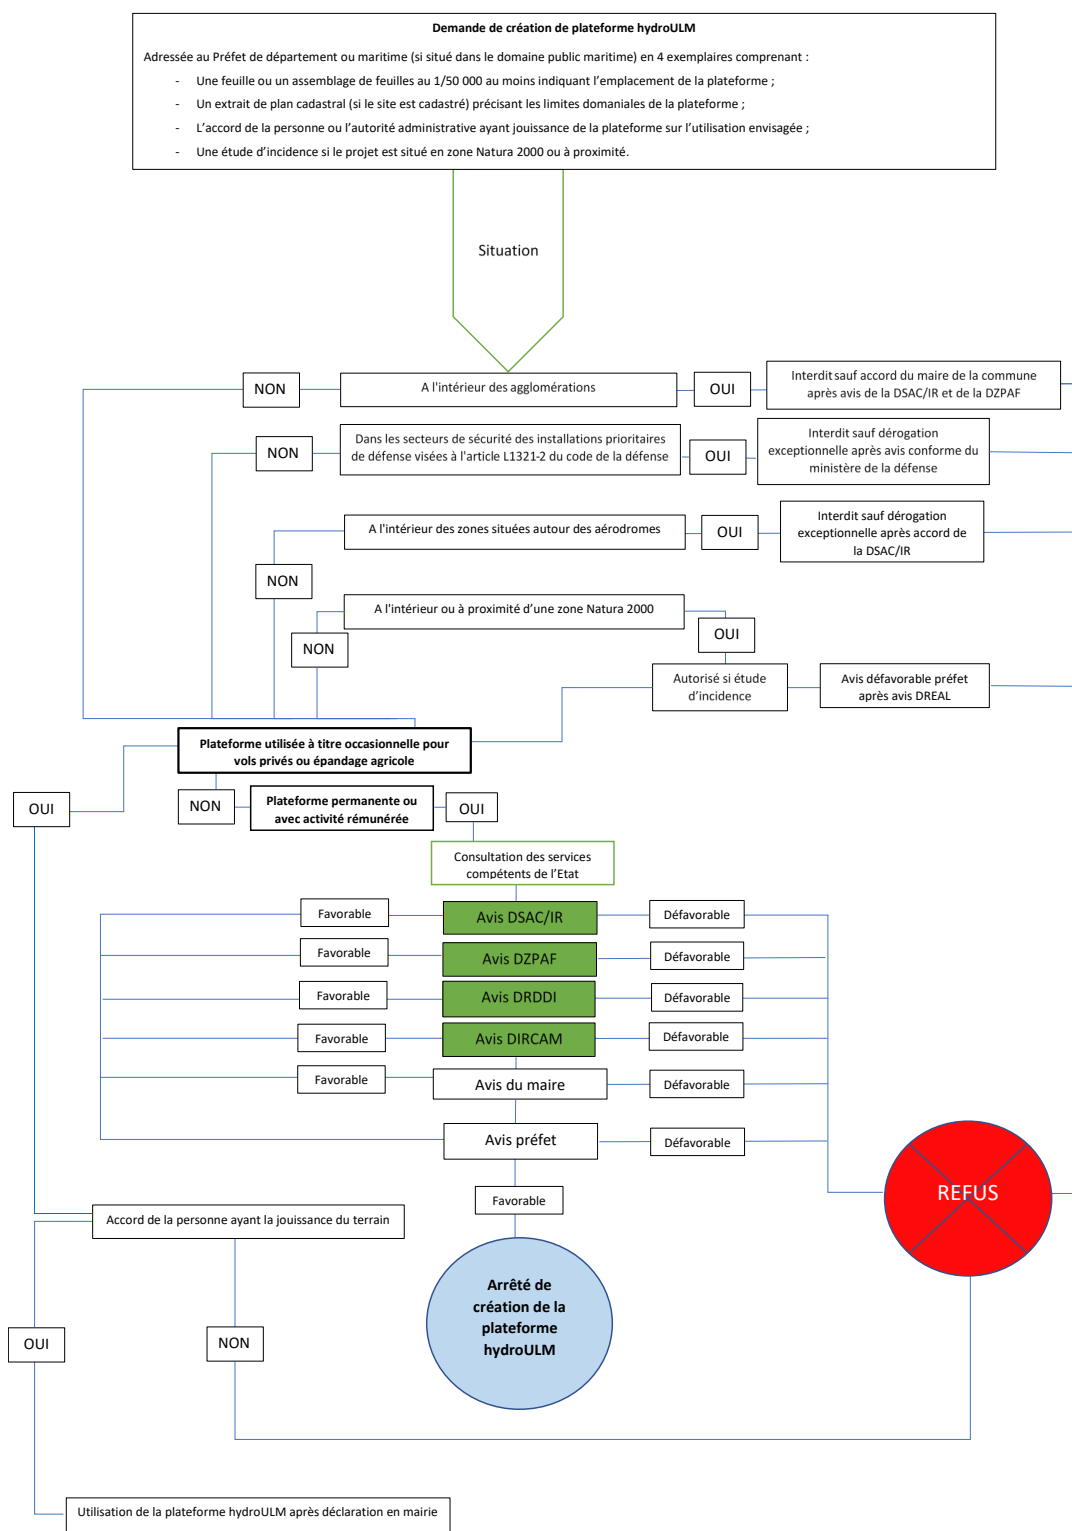 Demande de création de plateforme hydroULM
Adressée au Préfet de département ou maritime (si situé dans le domaine public maritime) en 4 exemplaires comprenant :
- Une feuille ou un assemblage de feuilles au 1/50 000 au moins indiquant l'emplacement de la plateforme ;
- Un extrait de plan cadastral (si le site est cadastré) précisant les limites domaniales de la plateforme ;
- L'accord de la personne ou l'autorité administrative ayant jouissance de la plateforme sur l'utilisation envisagée ;
- Une étude d'incidence si le projet est situé en zone Natura 2000 ou à proximité.
Situation
NON
A l'intérieur des agglomérations
OUI
Interdit sauf accord du maire de la commune
après avis de la DSAC/IR et de la DZPAF
NON
Dans les secteurs de sécurité des installations prioritaires
de défense visées à l'article L1321-2 du code de la défense
OUI
Interdit sauf dérogation
exceptionnelle après avis conforme du
ministère de la défense
A l'intérieur des zones situées autour des aérodromes
OUI
Interdit sauf dérogation
exceptionnelle après accord de
la DSAC/IR
NON
A l'intérieur ou à proximité d'une zone Natura 2000
OUI
NON
Autorisé si étude
d'incidence
Avis défavorable préfet
après avis DREAL
Plateforme utilisée à titre occasionnelle pour
vols privés ou épandage agricole
OUI
NON
Plateforme permanente ou
avec activité rémunérée
OUI
Consultation des services
compétents de l'Etat
Favorable
Avis DSAC/IR
Défavorable
Favorable
Avis DZPAF
Défavorable
Favorable
Avis DRDDI
Défavorable
Favorable
Avis DIRCAM
Défavorable
Favorable
Avis du maire
Défavorable
Avis préfet
Défavorable
REFUS
Favorable
Accord de la personne ayant la jouissance du terrain
Arrêté de
création de la
plateforme
hydroULM
OUI
NON
Utilisation de la plateforme hydroULM après déclaration en mairie